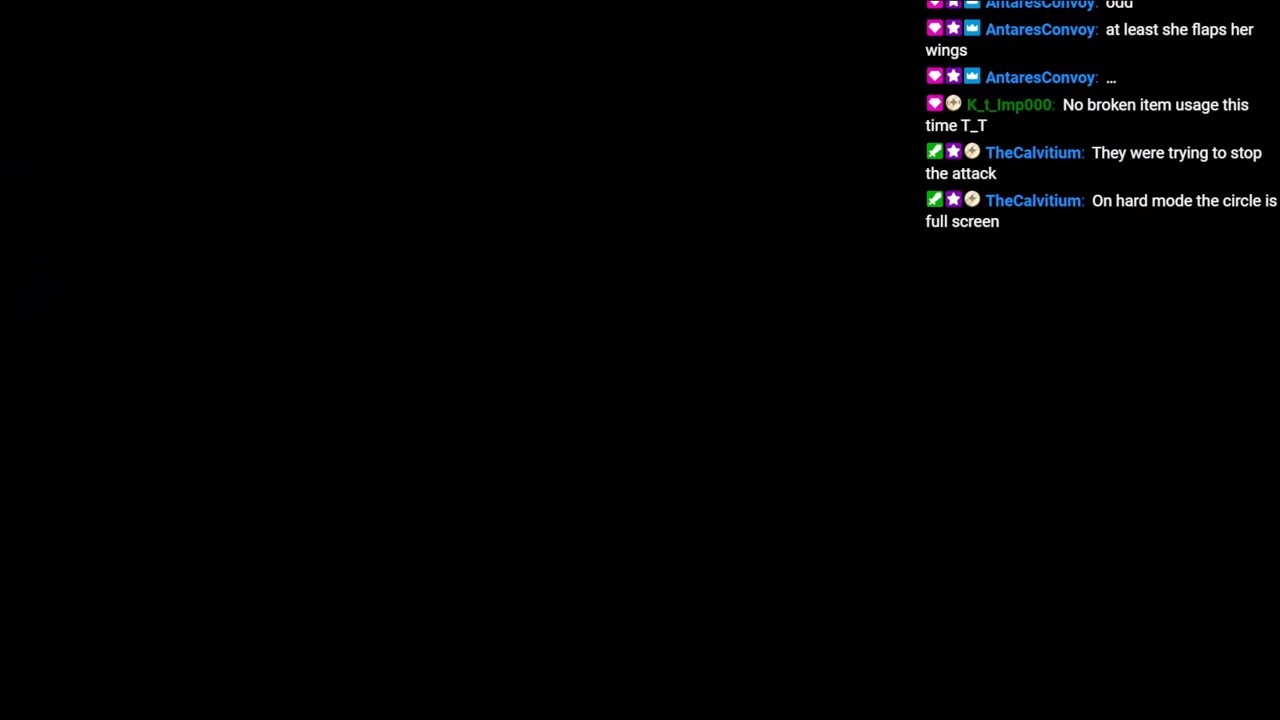 AntaresConvoy: odd
AntaresConvoy: at least she flaps her
wings
AntaresConvoy: ...
K_t_Imp000: No broken item usage this
time T_T
TheCalvitium: They were trying to stop
the attack
TheCalvitium: On hard mode the circle is
full screen